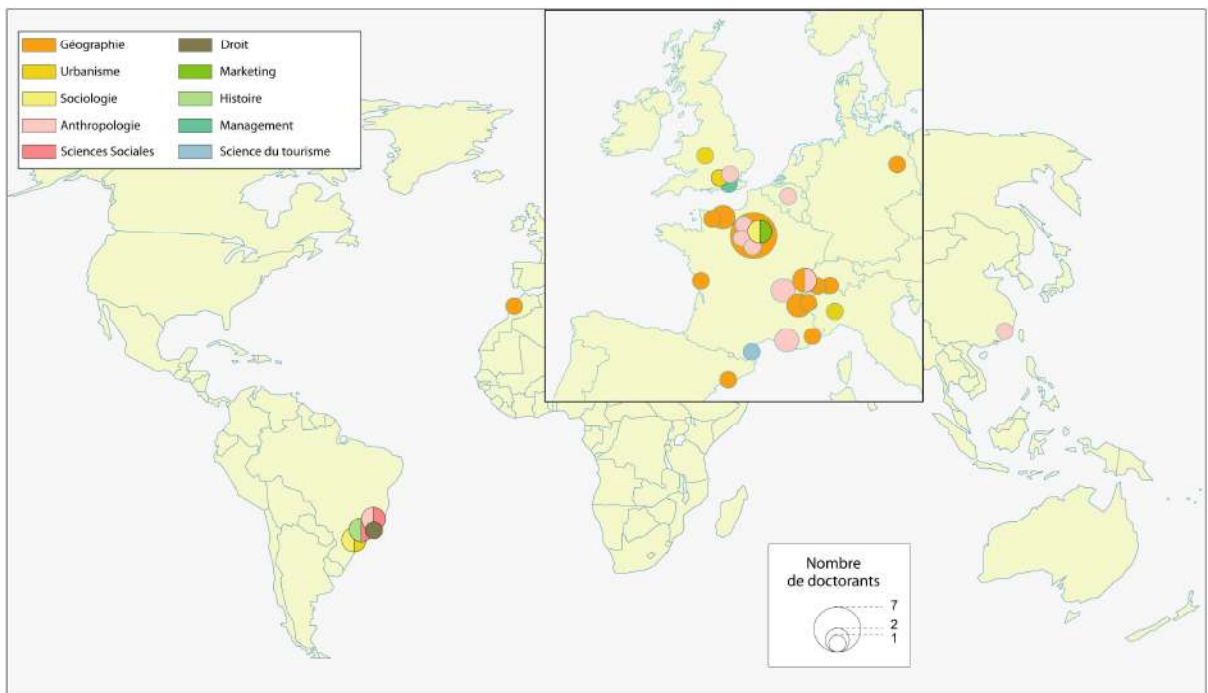 Géographie
Urbanisme
Sociologie
Anthropologie
Sciences Sociales
Droit
Marketing
Histoire
Management
Science du tourisme
Nombre
de doctorants
7
2
1